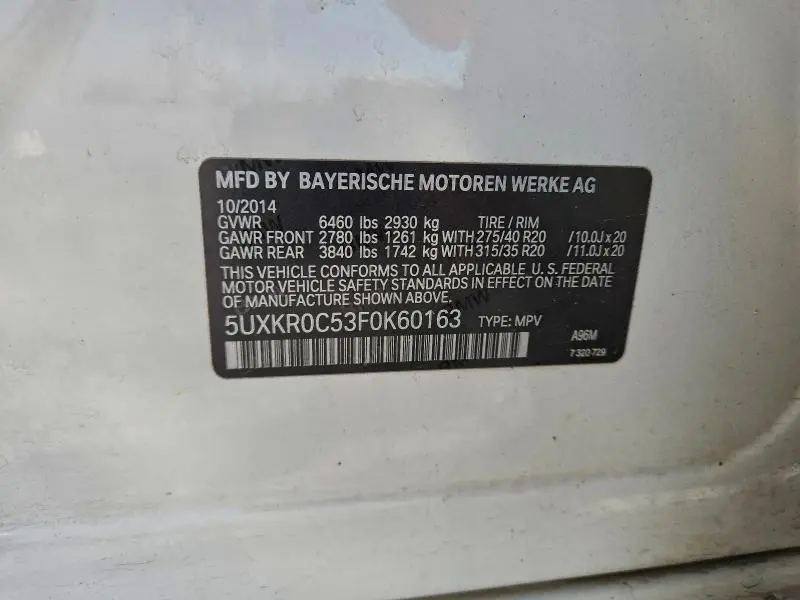 MFD BY BAYERISCHE MOTOREN WERKE AG
10/2014
GVWR 6460 lbs 2930 kg TIRE / RIM
GAWR FRONT 2780 lbs 1261 kg WITH 275/40 R20 /10.0J x 20
GAWR REAR 3840 lbs 1742 kg WITH 315/35 R20 /11.0J x 20
THIS VEHICLE CONFORMS TO ALL APPLICABLE U. S. FEDERAL
MOTOR VEHICLE SAFETY STANDARDS IN EFFECT ON THE DATE
OF MANUFACTURE SHOWN ABOVE.
5UXKR0C53F0K60163 TYPE: MPV
A96M
7 320 729